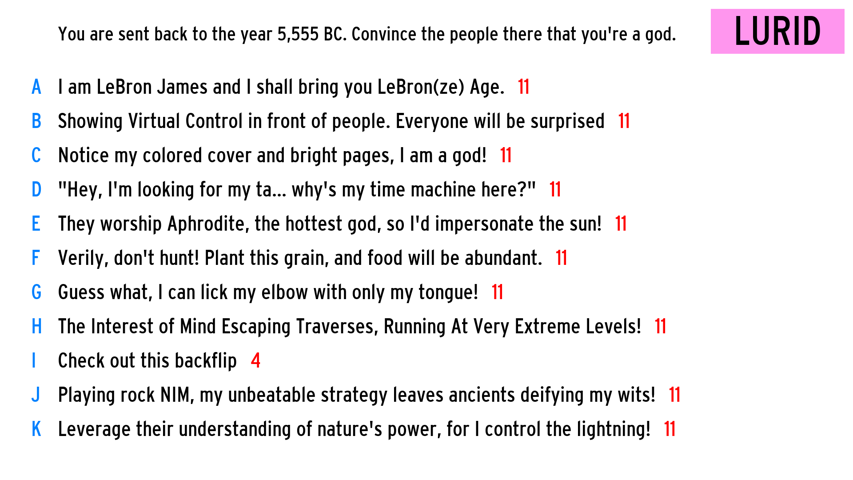 You are sent back to the year 5,555 BC. Convince the people there that you're a god.
LURID
A I am LeBron James and I shall bring you LeBron(ze) Age. 11
B Showing Virtual Control in front of people. Everyone will be surprised 11
C Notice my colored cover and bright pages, I am a god! 11
D "Hey, I'm looking for my ta... why's my time machine here?" 11
E They worship Aphrodite, the hottest god, so I'd impersonate the sun! 11
F Verily, don't hunt! Plant this grain, and food will be abundant. 11
G Guess what, I can lick my elbow with only my tongue! 11
H The Interest of Mind Escaping Traverses, Running At Very Extreme Levels! 11
I Check out this backflip 4
J Playing rock NIM, my unbeatable strategy leaves ancients deifying my wits! 11
K Leverage their understanding of nature's power, for I control the lightning! 11